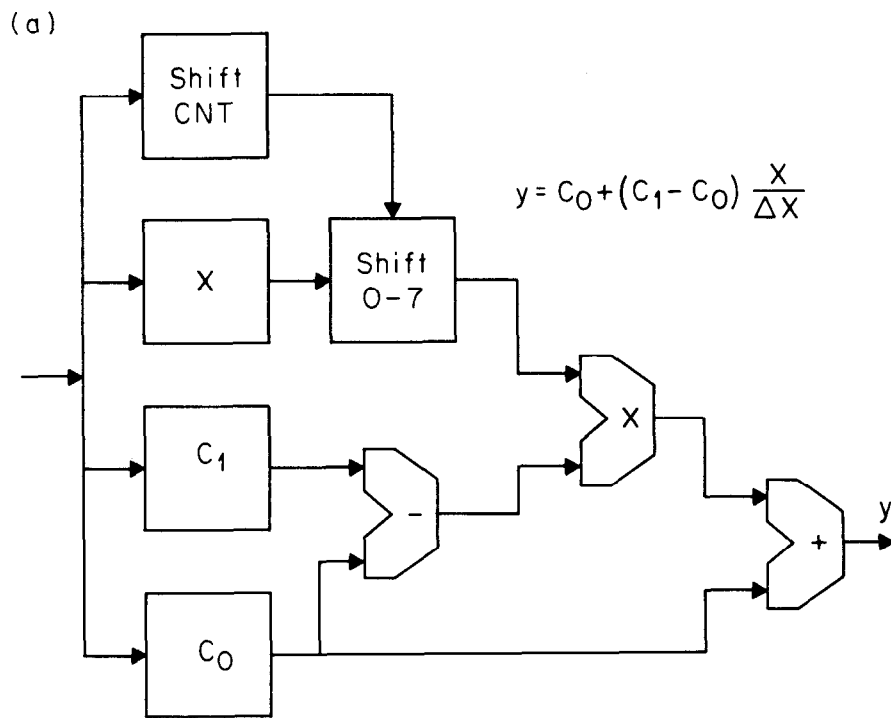 (a)
Shift
CNT
y = C₀ + (C₁ - C₀) X/ΔX
X
Shift
0-7
X
C₁
-
y
+
C₀